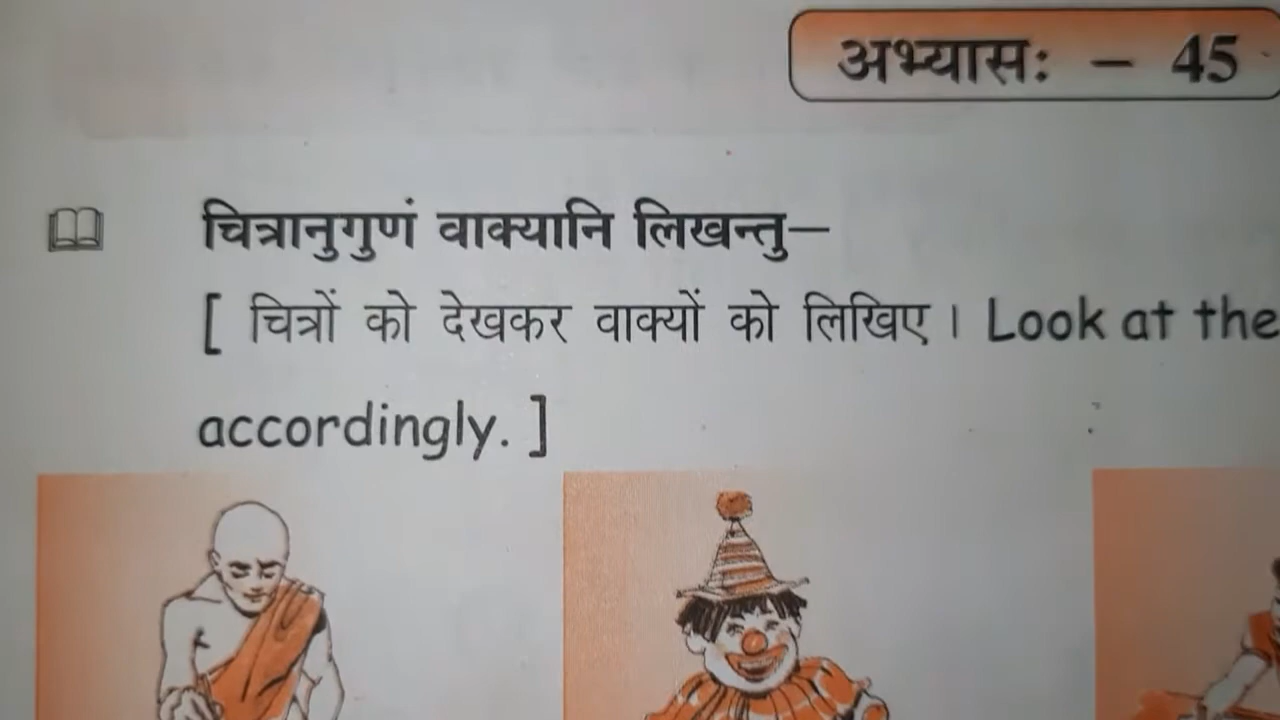 अभ्यासः - 45
चित्रानुगुणं वाक्यानि लिखन्तु—
[ चित्रों को देखकर वाक्यों को लिखिए । Look at the
accordingly. ]